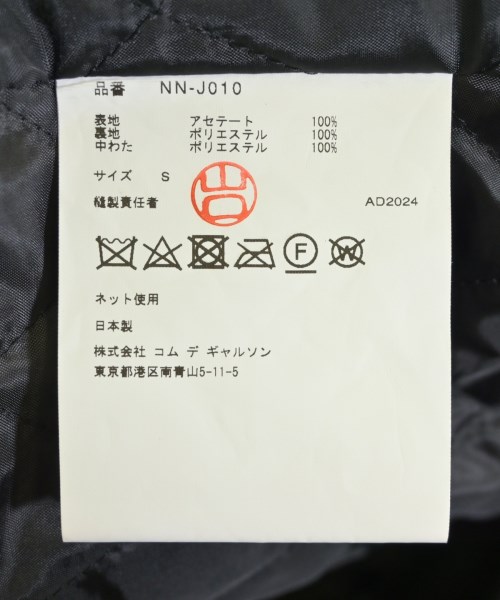 品番 NN-J010
表地 アセテート 100%
裏地 ポリエステル 100%
中わた ポリエステル 100%
サイズ S
縫製責任者 AD2024
F W
ネット使用
日本製
株式会社 コム デ ギャルソン
東京都港区南青山5-11-5